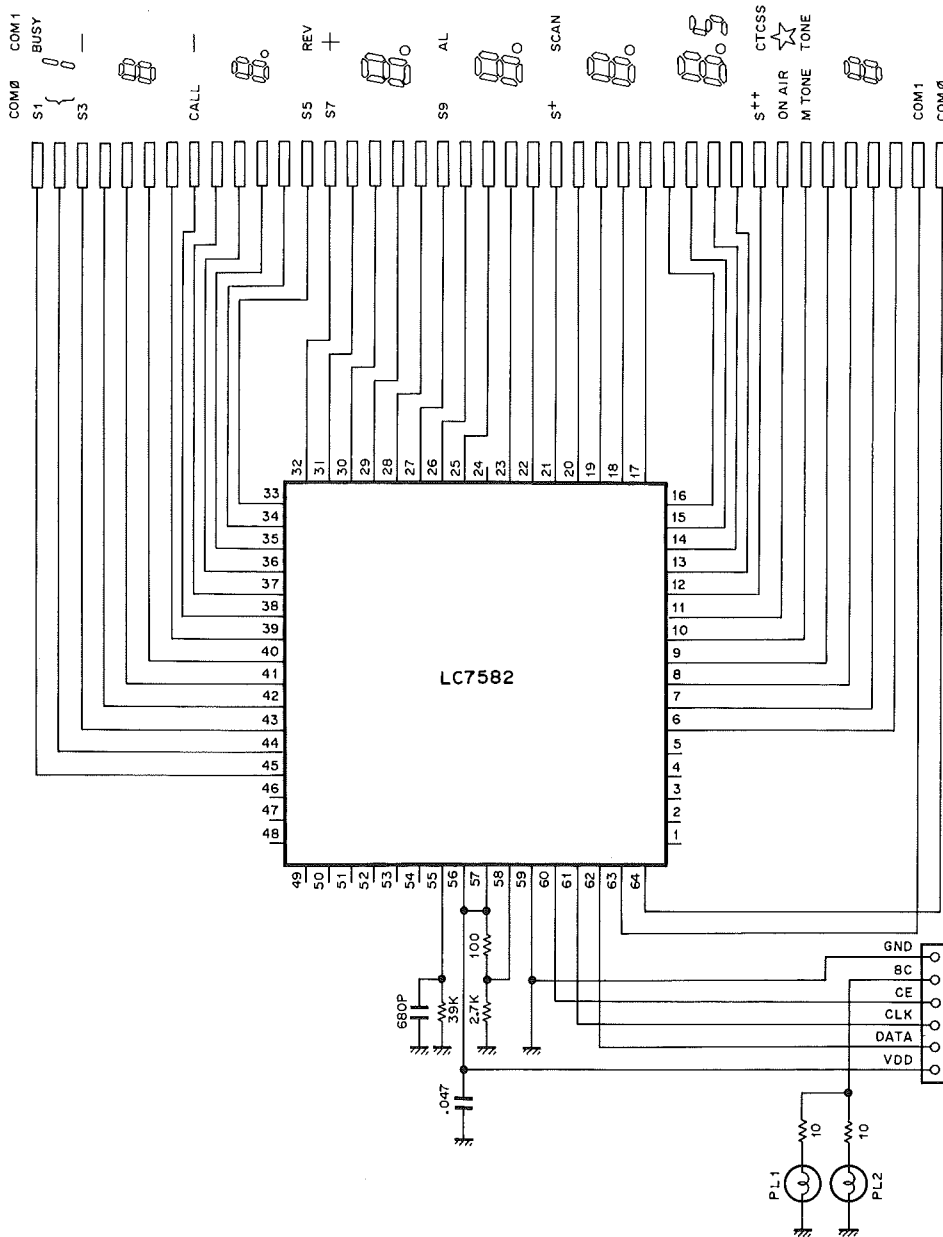 COMØ COM1
S1 BUSY
S3
CALL
S5 REV
S7
S9 AL
S+ SCAN
S++ CTCSS
ON AIR
M TONE TONE
COM1
COMØ
32 31 30 29 28 27 26 25 24 23 22 21 20 19 18 17
33 16
34 15
35 14
36 13
37 12
38 11
39 10
40 9
41 8
42 7
43 6
44 5
45 4
46 3
47 2
48 1
LC7582
49 50 51 52 53 54 55 56 57 58 59 60 61 62 63 64
680P
39K
100
2.7K
.047
GND
8C
CE
CLK
DATA
VDD
10
10
PL1
PL2